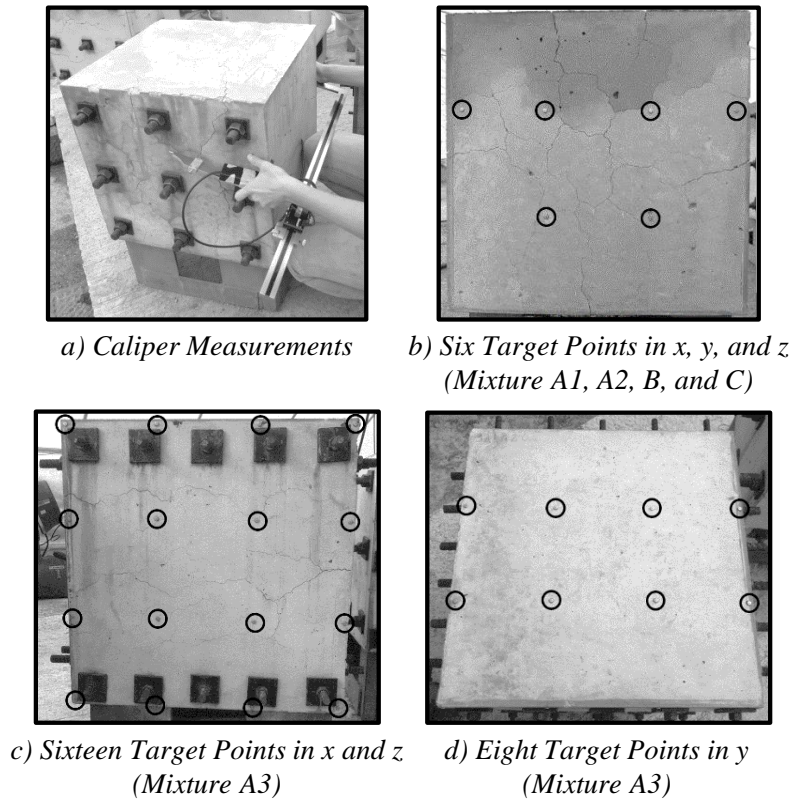 a) Caliper Measurements
b) Six Target Points in x, y, and z
(Mixture A1, A2, B, and C)
c) Sixteen Target Points in x and z
(Mixture A3)
d) Eight Target Points in y
(Mixture A3)